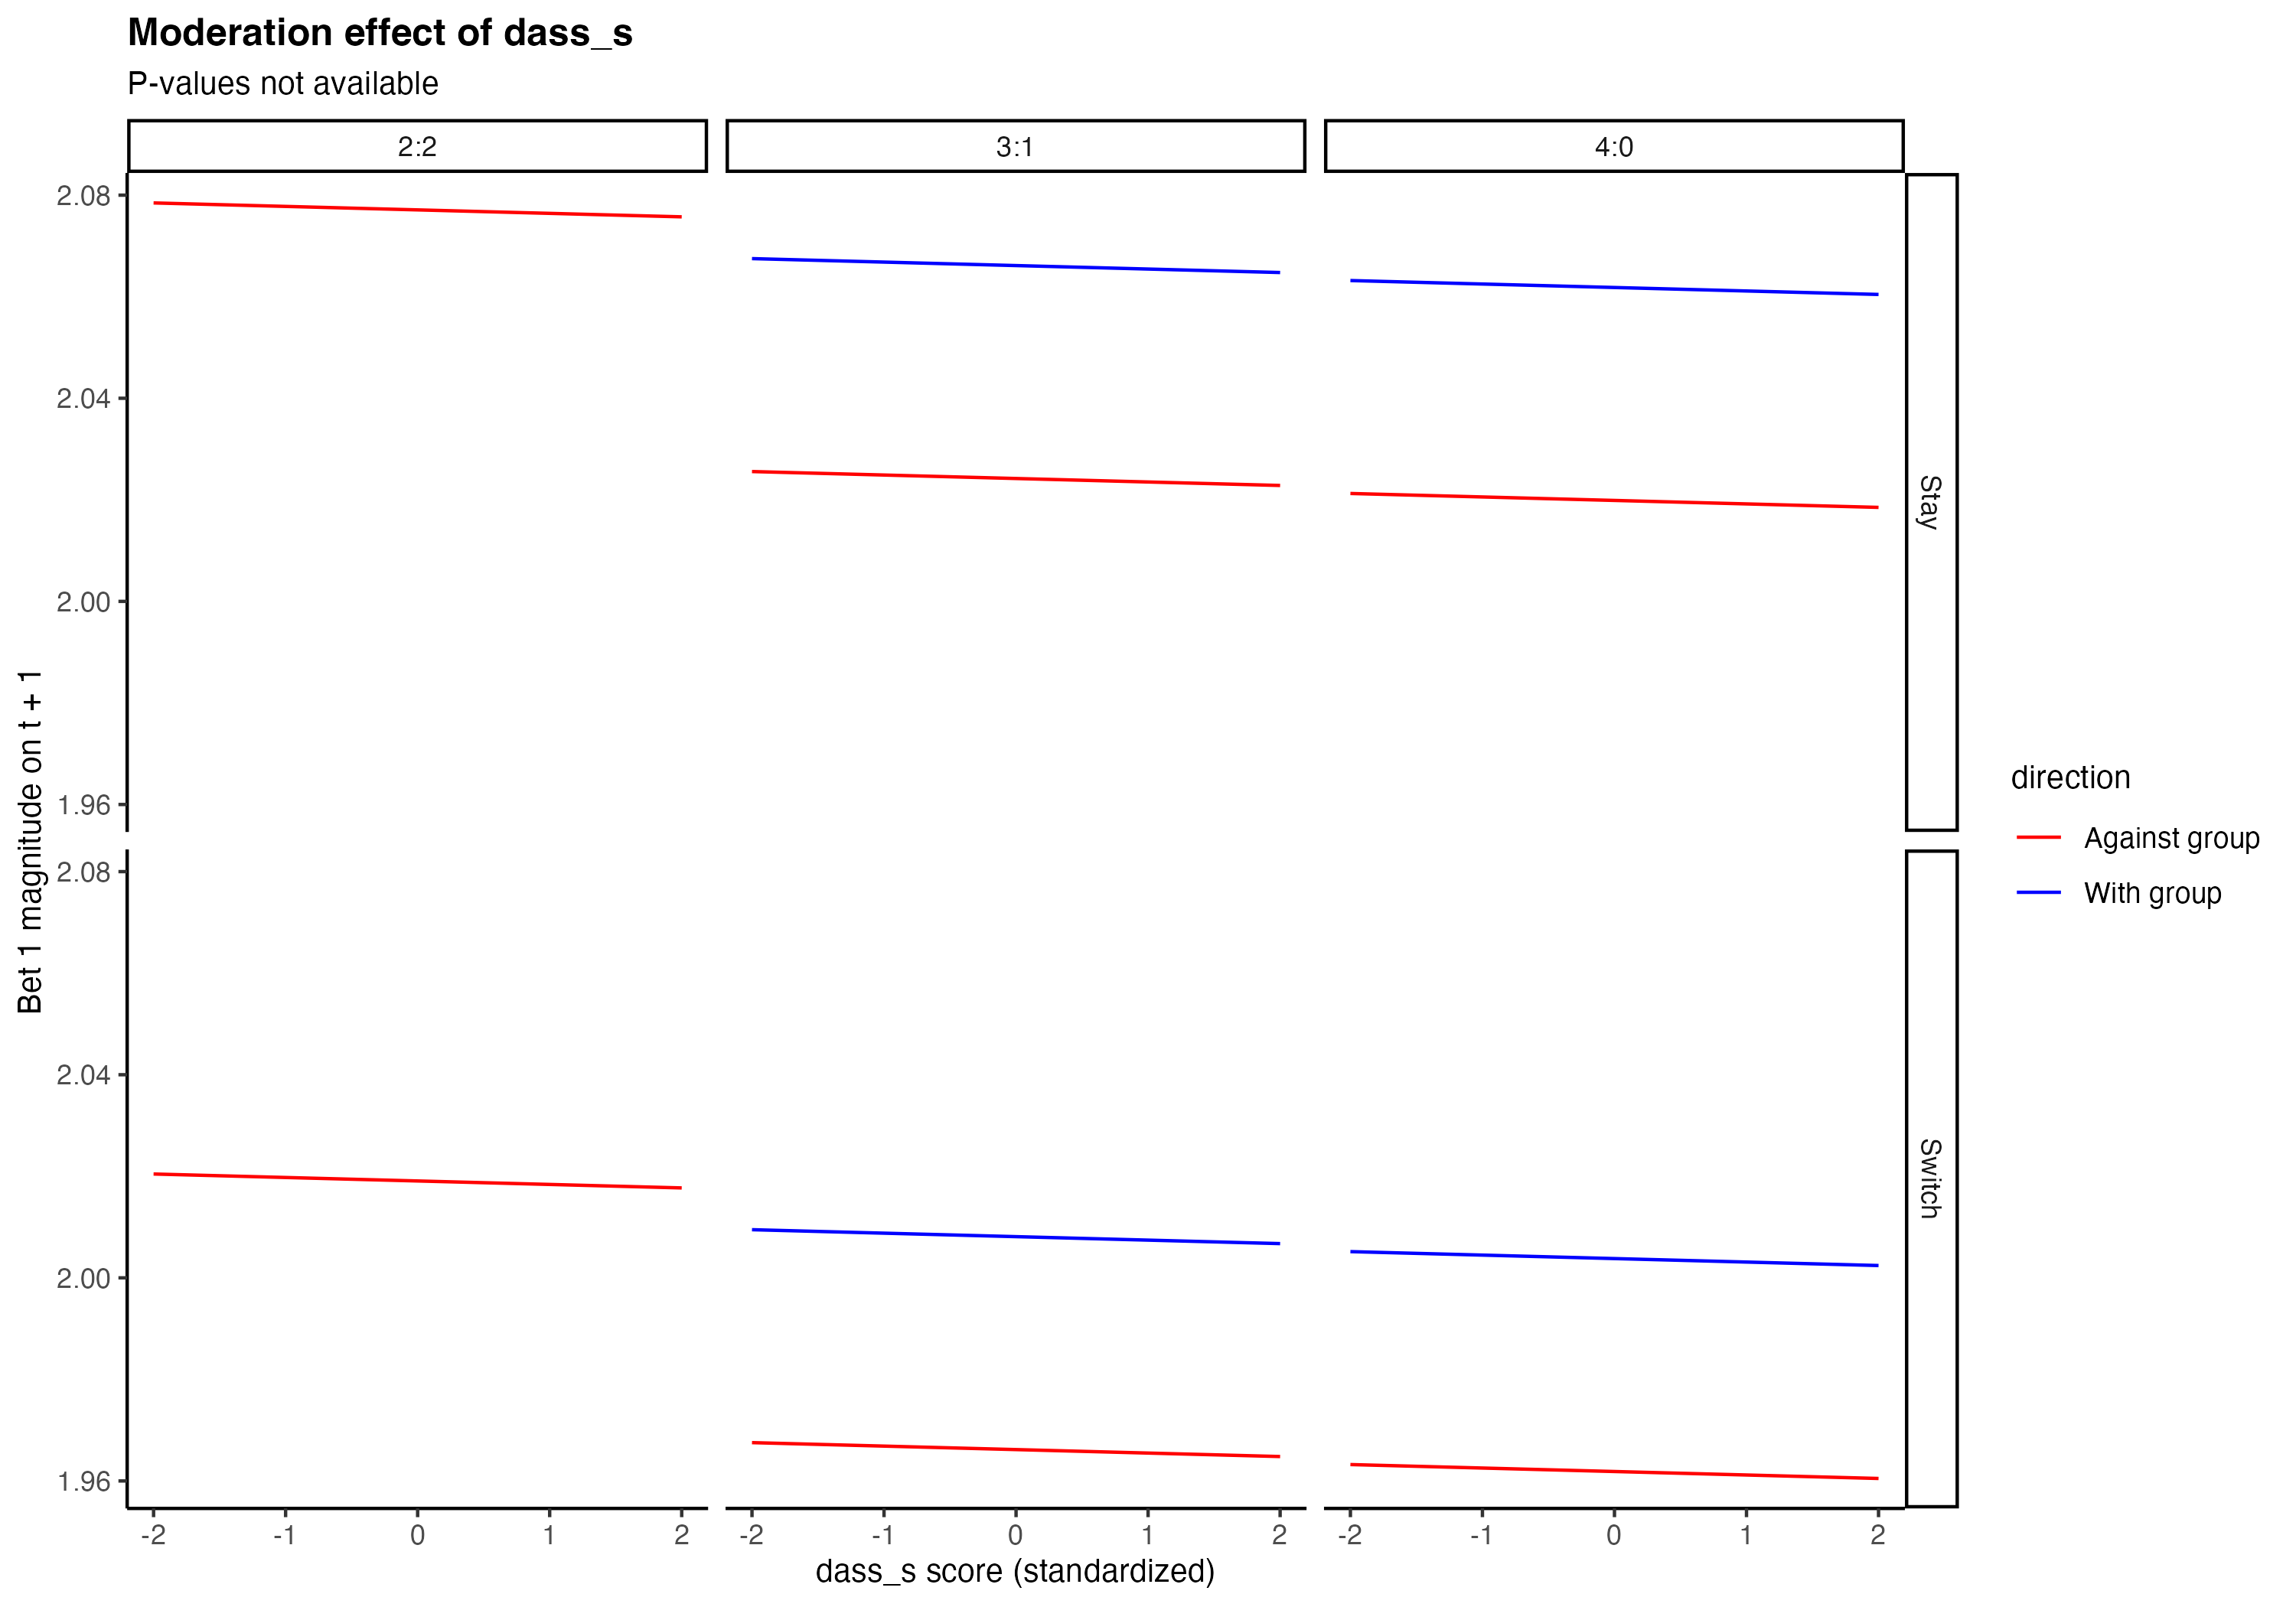 Moderation effect of dass_s
P-values not available
2:2
3:1
4:0
2.08
2.04
2.00
1.96
Stay
2.08
2.04
2.00
1.96
Switch
Bet 1 magnitude on t + 1
-2 -1 0 1 2
-2 -1 0 1 2
-2 -1 0 1 2
dass_s score (standardized)
direction
Against group
With group